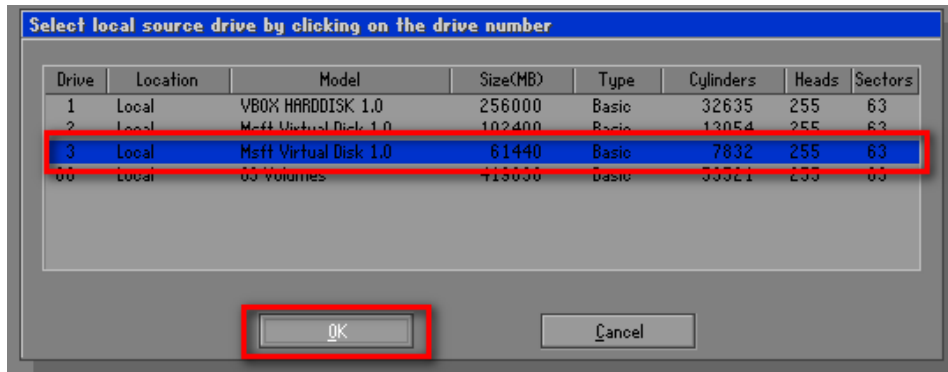 Select local source drive by clicking on the drive number
Drive Location Model Size(MB) Type Cylinders Heads Sectors
1 Local VBOX HARDDISK 1.0 256000 Basic 32635 255 63
2 Local Msft Virtual Disk 1.0 102400 Basic 13054 255 63
3 Local Msft Virtual Disk 1.0 61440 Basic 7832 255 63
Local OS Volumes Basic 255 63
OK Cancel